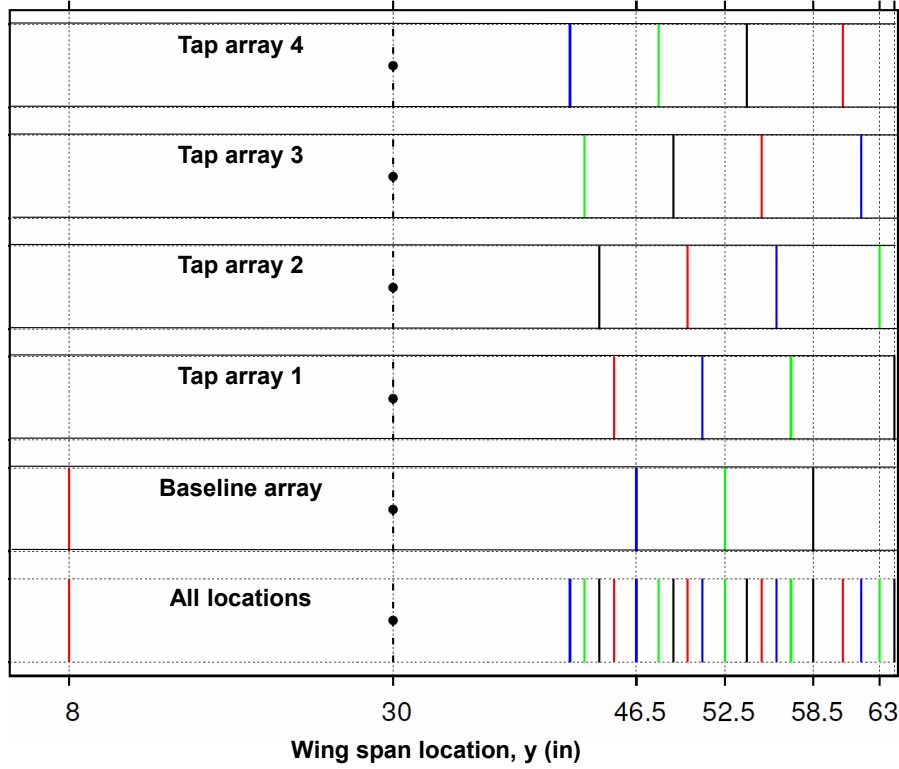 Tap array 4
Tap array 3
Tap array 2
Tap array 1
Baseline array
All locations
8 30 46.5 52.5 58.5 63
Wing span location, y (in)